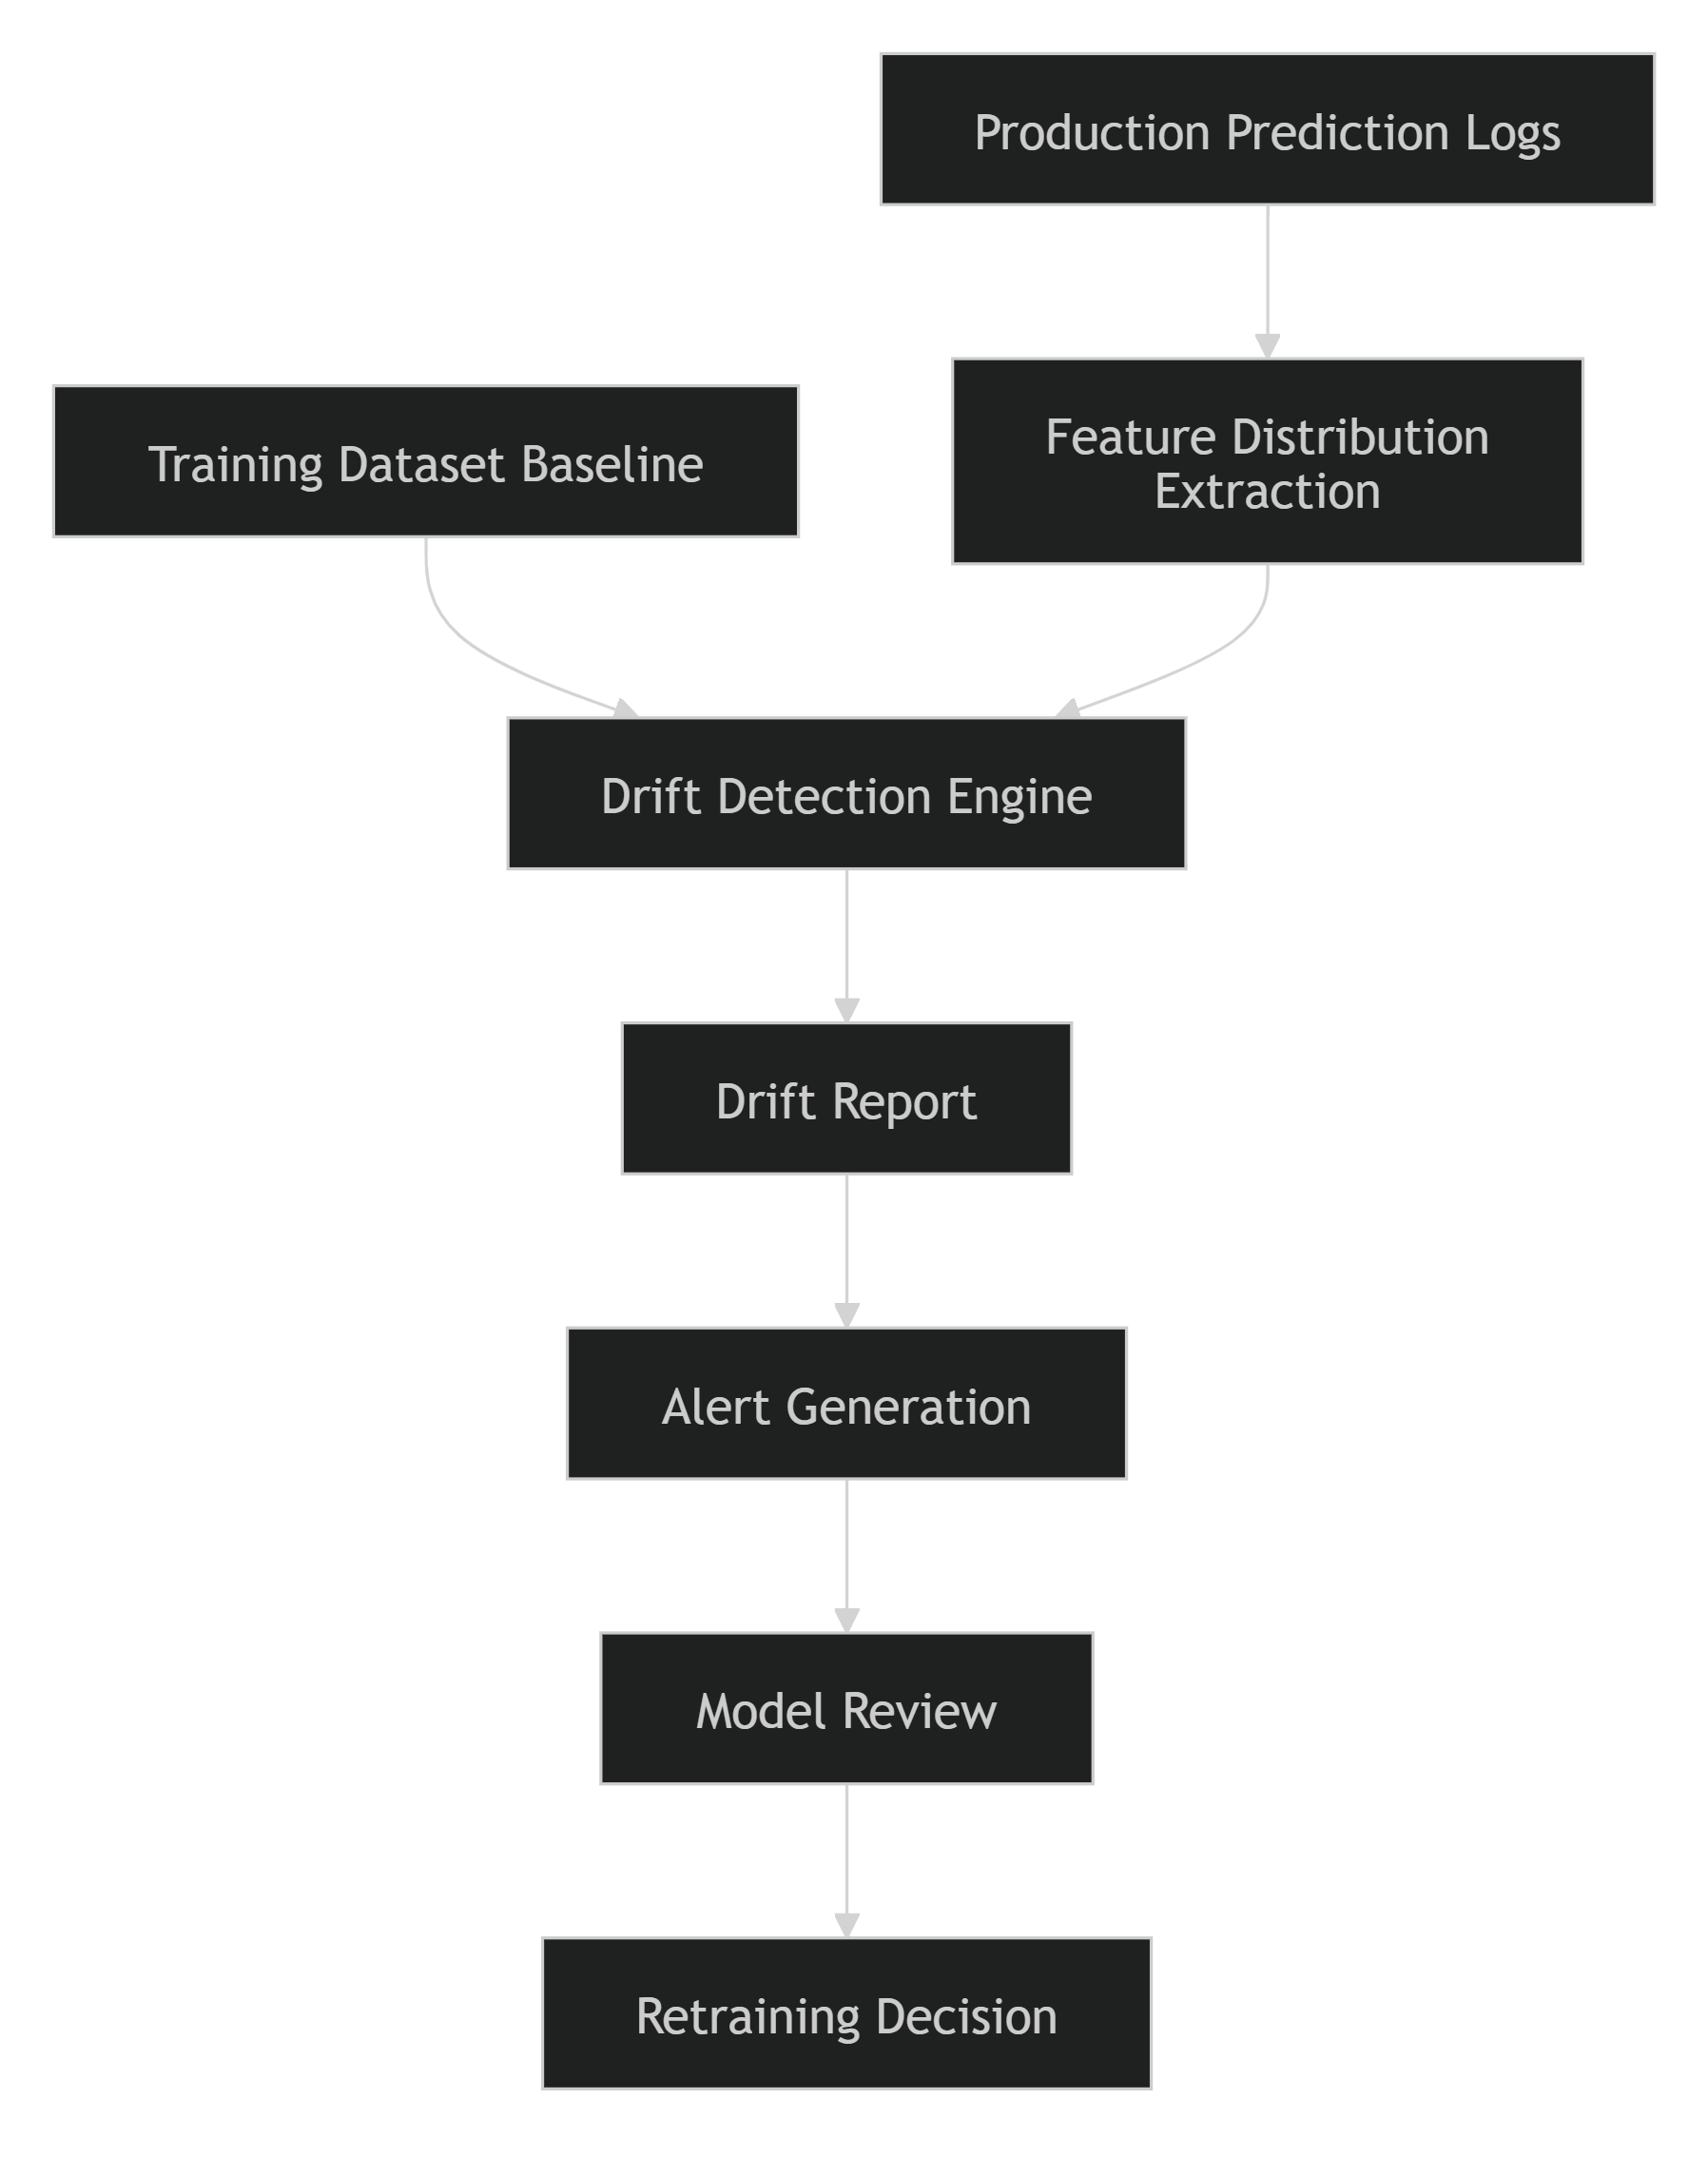 Production Prediction Logs
Training Dataset Baseline
Feature Distribution
Extraction
Drift Detection Engine
Drift Report
Alert Generation
Model Review
Retraining Decision